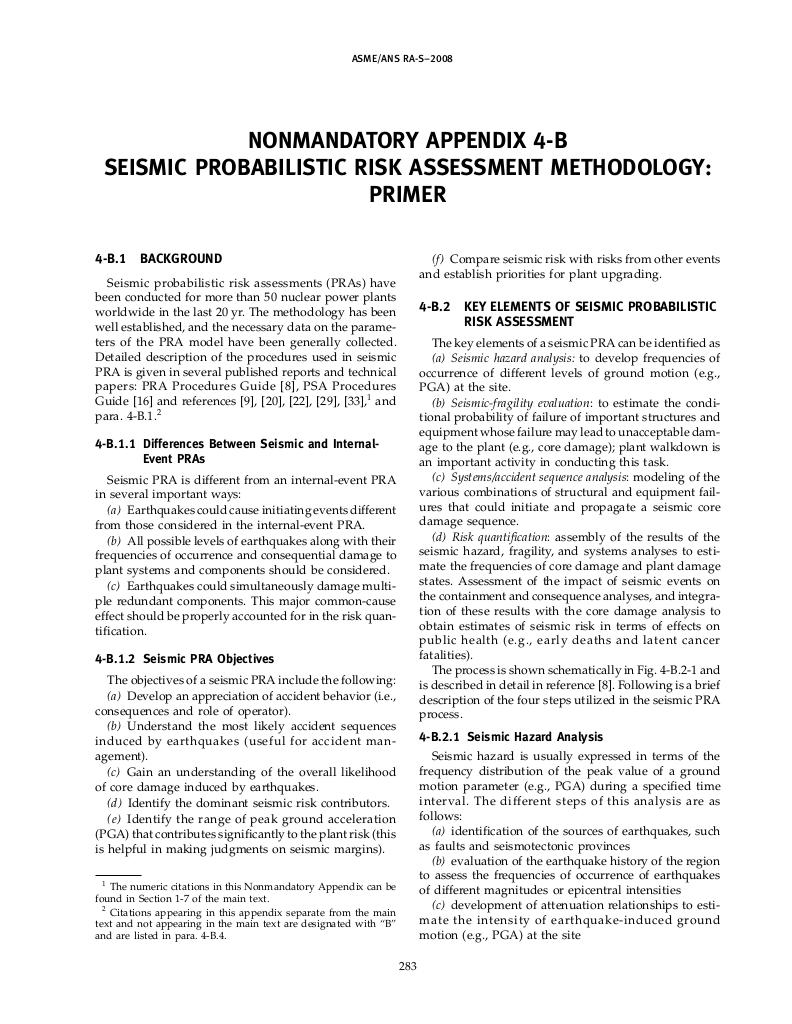 ASME/ANS RA-S–2008
NONMANDATORY APPENDIX 4-B
SEISMIC PROBABILISTIC RISK ASSESSMENT METHODOLOGY:
PRIMER
4-B.1 BACKGROUND
Seismic probabilistic risk assessments (PRAs) have
been conducted for more than 50 nuclear power plants
worldwide in the last 20 yr. The methodology has been
well established, and the necessary data on the parame-
ters of the PRA model have been generally collected.
Detailed description of the procedures used in seismic
PRA is given in several published reports and technical
papers: PRA Procedures Guide [8], PSA Procedures
Guide [16] and references [9], [20], [22], [29], [33],1 and
para. 4-B.1.2
4-B.1.1 Differences Between Seismic and Internal-
Event PRAs
Seismic PRA is different from an internal-event PRA
in several important ways:
(a) Earthquakes could cause initiating events different
from those considered in the internal-event PRA.
(b) All possible levels of earthquakes along with their
frequencies of occurrence and consequential damage to
plant systems and components should be considered.
(c) Earthquakes could simultaneously damage multi-
ple redundant components. This major common-cause
effect should be properly accounted for in the risk quan-
tification.
4-B.1.2 Seismic PRA Objectives
The objectives of a seismic PRA include the following:
(a) Develop an appreciation of accident behavior (i.e.,
consequences and role of operator).
(b) Understand the most likely accident sequences
induced by earthquakes (useful for accident man-
agement).
(c) Gain an understanding of the overall likelihood
of core damage induced by earthquakes.
(d) Identify the dominant seismic risk contributors.
(e) Identify the range of peak ground acceleration
(PGA) that contributes significantly to the plant risk (this
is helpful in making judgments on seismic margins).
1 The numeric citations in this Nonmandatory Appendix can be
found in Section 1-7 of the main text.
2 Citations appearing in this appendix separate from the main
text and not appearing in the main text are designated with “B”
and are listed in para. 4-B.4.
(f) Compare seismic risk with risks from other events
and establish priorities for plant upgrading.
4-B.2 KEY ELEMENTS OF SEISMIC PROBABILISTIC
RISK ASSESSMENT
The key elements of a seismic PRA can be identified as
(a) Seismic hazard analysis: to develop frequencies of
occurrence of different levels of ground motion (e.g.,
PGA) at the site.
(b) Seismic-fragility evaluation: to estimate the condi-
tional probability of failure of important structures and
equipment whose failure may lead to unacceptable dam-
age to the plant (e.g., core damage); plant walkdown is
an important activity in conducting this task.
(c) Systems/accident sequence analysis: modeling of the
various combinations of structural and equipment fail-
ures that could initiate and propagate a seismic core
damage sequence.
(d) Risk quantification: assembly of the results of the
seismic hazard, fragility, and systems analyses to esti-
mate the frequencies of core damage and plant damage
states. Assessment of the impact of seismic events on
the containment and consequence analyses, and integra-
tion of these results with the core damage analysis to
obtain estimates of seismic risk in terms of effects on
public health (e.g., early deaths and latent cancer
fatalities).
The process is shown schematically in Fig. 4-B.2-1 and
is described in detail in reference [8]. Following is a brief
description of the four steps utilized in the seismic PRA
process.
4-B.2.1 Seismic Hazard Analysis
Seismic hazard is usually expressed in terms of the
frequency distribution of the peak value of a ground
motion parameter (e.g., PGA) during a specified time
interval. The different steps of this analysis are as
follows:
(a) identification of the sources of earthquakes, such
as faults and seismotectonic provinces
(b) evaluation of the earthquake history of the region
to assess the frequencies of occurrence of earthquakes
of different magnitudes or epicentral intensities
(c) development of attenuation relationships to esti-
mate the intensity of earthquake-induced ground
motion (e.g., PGA) at the site
283